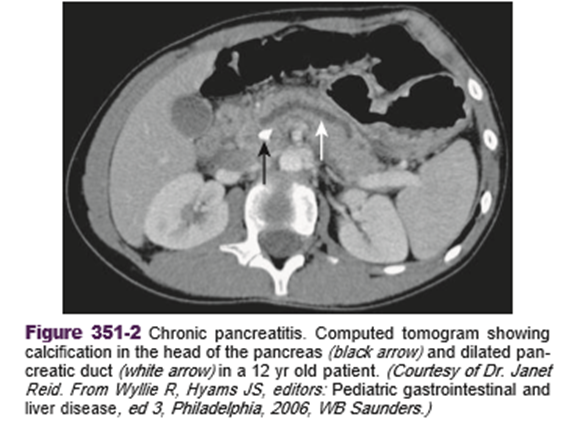 Figure 351-2 Chronic pancreatitis. Computed tomogram showing
calcification in the head of the pancreas (black arrow) and dilated pan-
creatic duct (white arrow) in a 12 yr old patient. (Courtesy of Dr. Janet
Reid. From Wyllie R, Hyams JS, editors: Pediatric gastrointestinal and
liver disease, ed 3, Philadelphia, 2006, WB Saunders.)